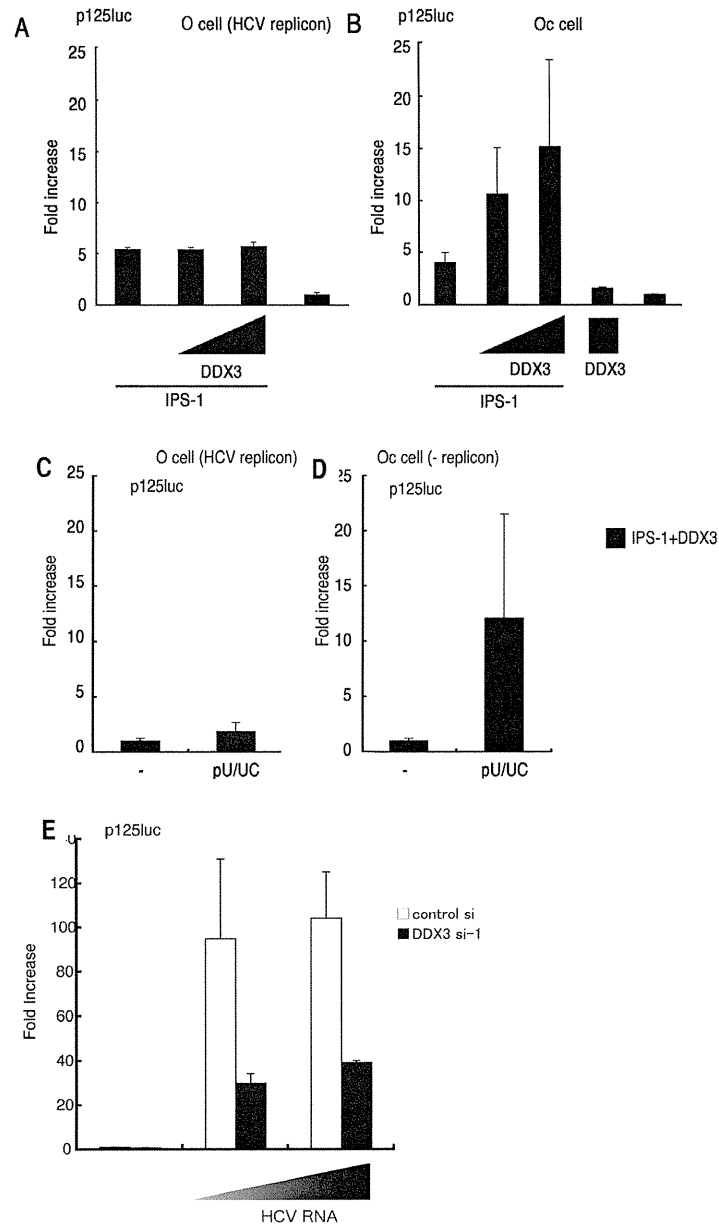 A
p125luc
O cell (HCV replicon)
25
20
15
10
5
0
Fold increase
DDX3
IPS-1
B
p125luc
Oc cell
25
20
15
10
5
0
Fold increase
DDX3
DDX3
IPS-1
C
O cell (HCV replicon)
p125luc
25
20
15
10
5
0
Fold increase
-
pU/UC
D
Oc cell (- replicon)
p125luc
25
20
15
10
5
0
Fold increase
-
pU/UC
IPS-1+DDX3
E
p125luc
120
100
80
60
40
20
0
Fold Increase
control si
DDX3 si-1
HCV RNA